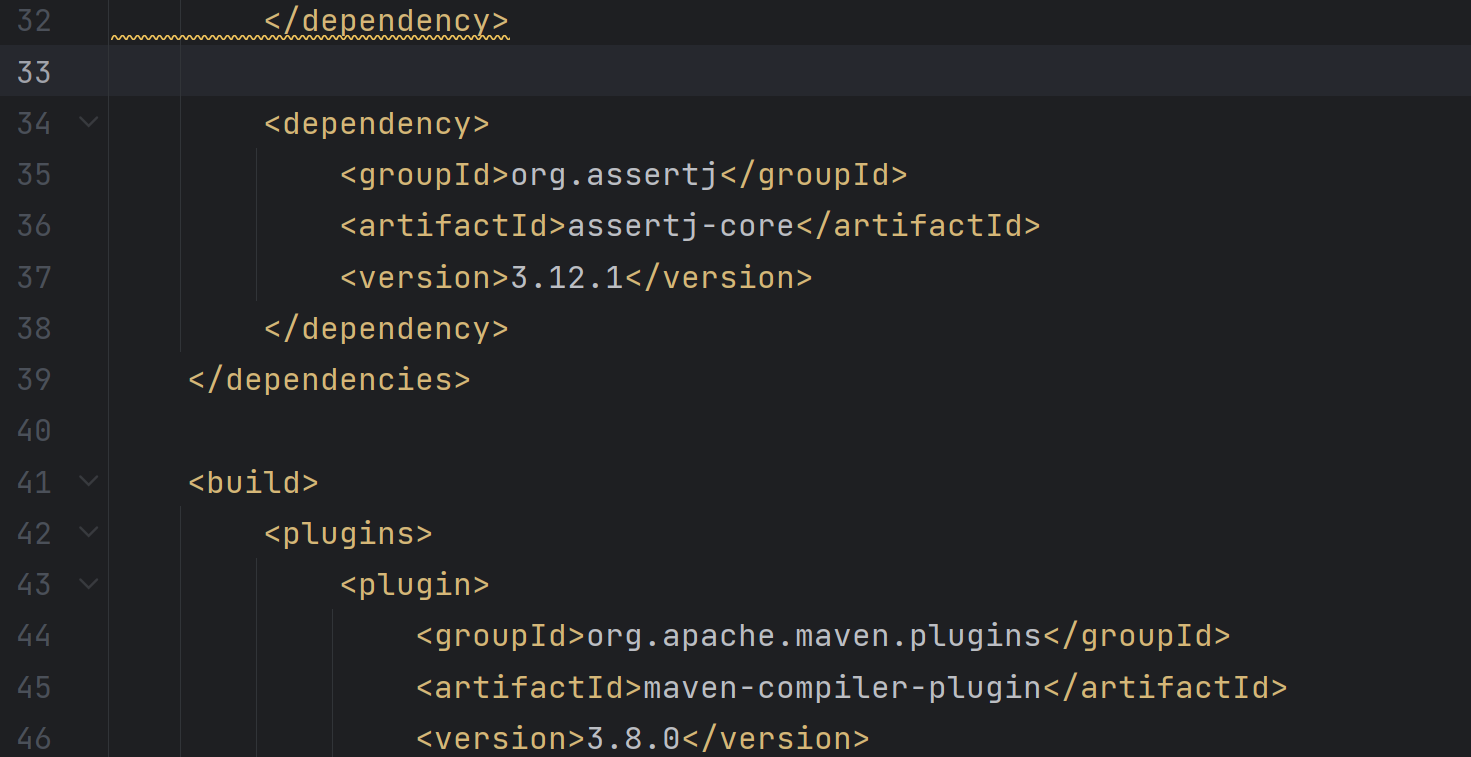 32 </dependency>
33
34 <dependency>
35 <groupId>org.assertj</groupId>
36 <artifactId>assertj-core</artifactId>
37 <version>3.12.1</version>
38 </dependency>
39 </dependencies>
40
41 <build>
42 <plugins>
43 <plugin>
44 <groupId>org.apache.maven.plugins</groupId>
45 <artifactId>maven-compiler-plugin</artifactId>
46 <version>3.8.0</version>